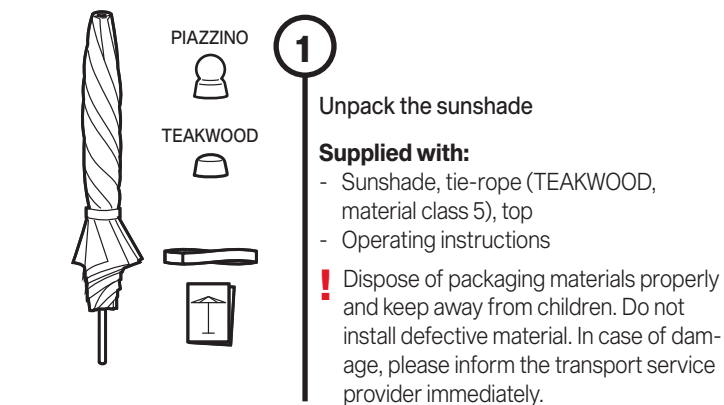 PIAZZINO
TEAKWOOD
1
Unpack the sunshade
Supplied with:
- Sunshade, tie-rope (TEAKWOOD,
material class 5), top
- Operating instructions
! Dispose of packaging materials properly
and keep away from children. Do not
install defective material. In case of dam-
age, please inform the transport service
provider immediately.